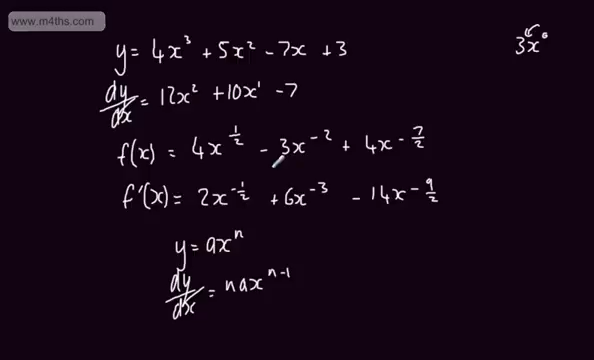 www.m4ths.com
y = 4x³ + 5x² - 7x + 3
3x⁰
dy/dx = 12x² + 10x¹ - 7
f(x) = 4x^(1/2) - 3x^(-2) + 4x^(-7/2)
f'(x) = 2x^(-1/2) + 6x^(-3) - 14x^(-9/2)
y = axⁿ
dy/dx = nax^(n-1)